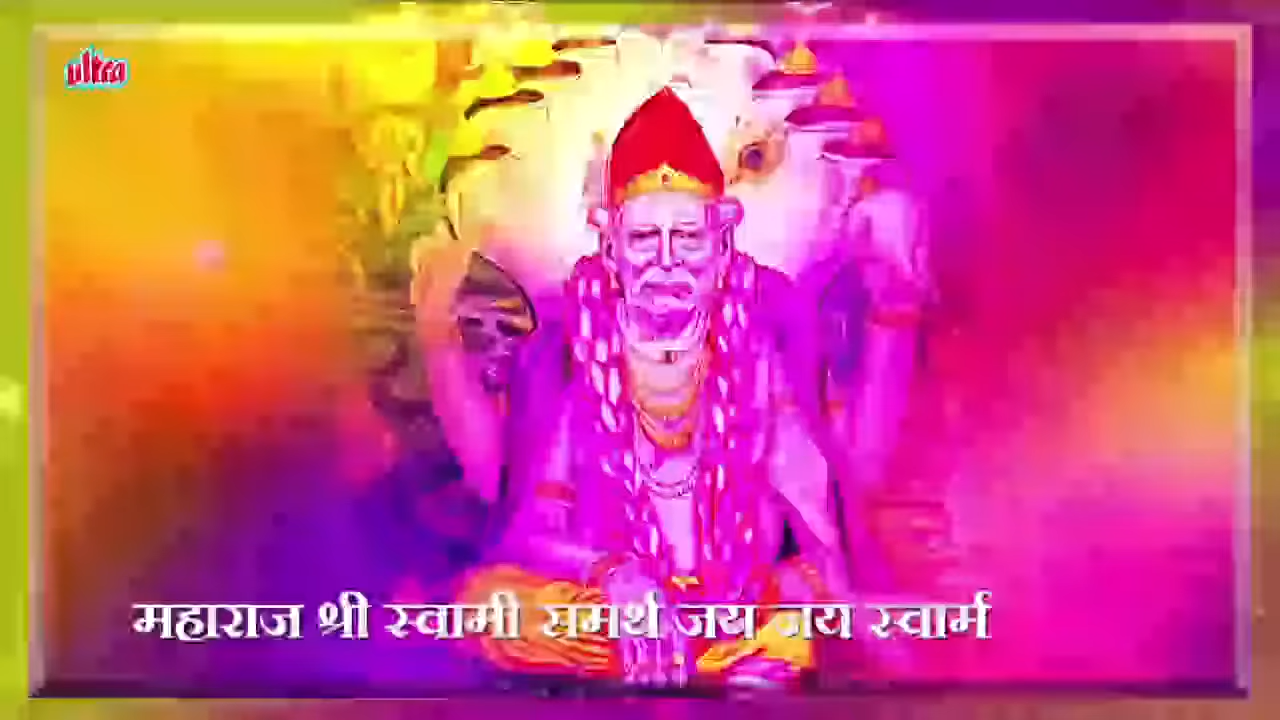 ultra
महाराज श्री स्वामी समर्थ जय जय स्वामी